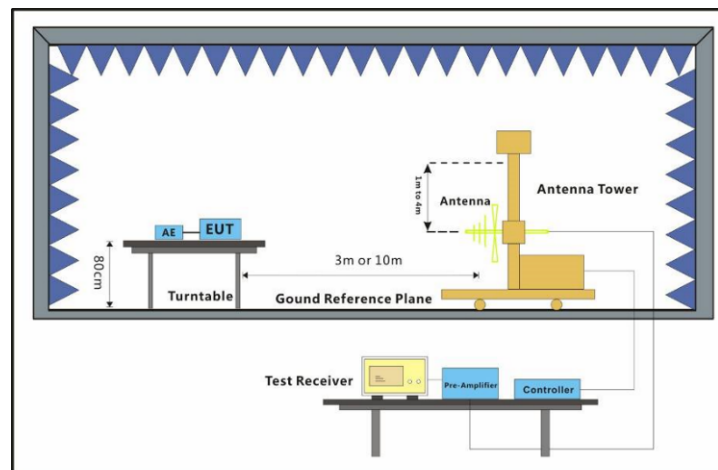 1m to 4m
Antenna
Antenna Tower
AE
EUT
3m or 10m
80cm
Turntable
Gound Reference Plane
Test Receiver
Pre-Amplifier
Controller